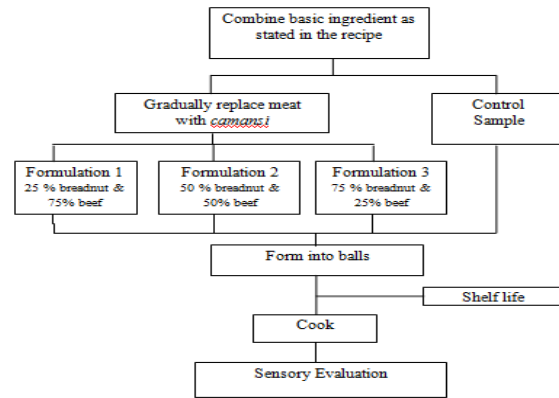 Combine basic ingredient as
stated in the recipe
Gradually replace meat
with camansi
Control
Sample
Formulation 1
25 % breadnut &
75% beef
Formulation 2
50 % breadnut &
50% beef
Formulation 3
75 % breadnut &
25% beef
Form into balls
Shelf life
Cook
Sensory Evaluation